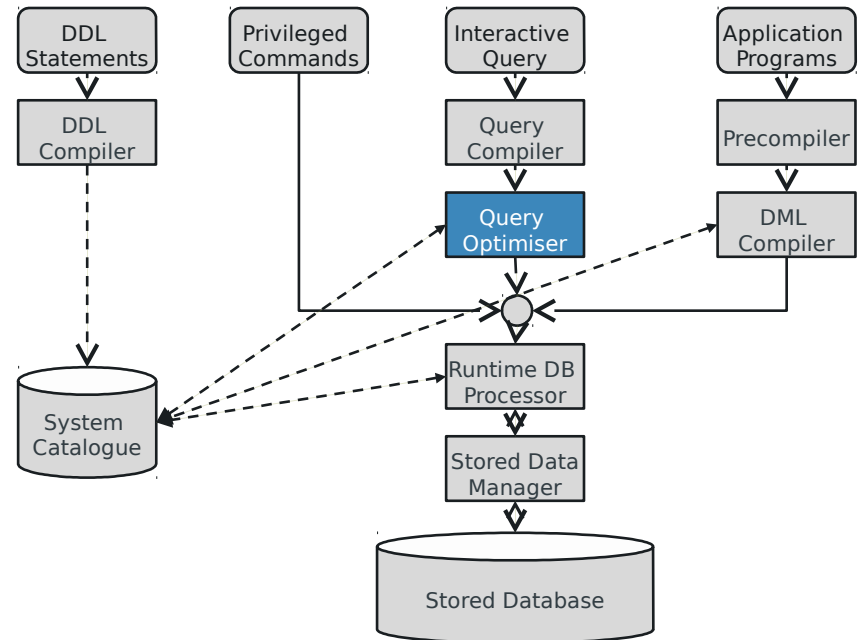 DDL
Statements
Privileged
Commands
Interactive
Query
Application
Programs
DDL
Compiler
Query
Compiler
Precompiler
Query
Optimiser
DML
Compiler
Runtime DB
Processor
System
Catalogue
Stored Data
Manager
Stored Database